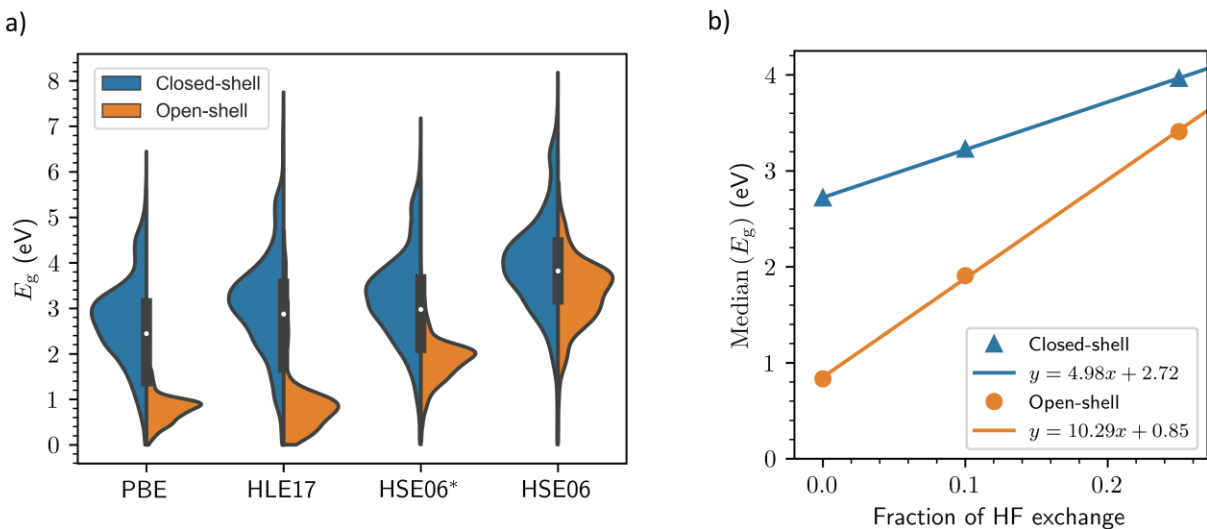 a)
Closed-shell
Open-shell
E_g (eV)
8
7
6
5
4
3
2
1
0
PBE
HLE17
HSE06*
HSE06
b)
Median (E_g) (eV)
4
3
2
1
0
Closed-shell
y = 4.98x + 2.72
Open-shell
y = 10.29x + 0.85
0.0
0.1
0.2
Fraction of HF exchange